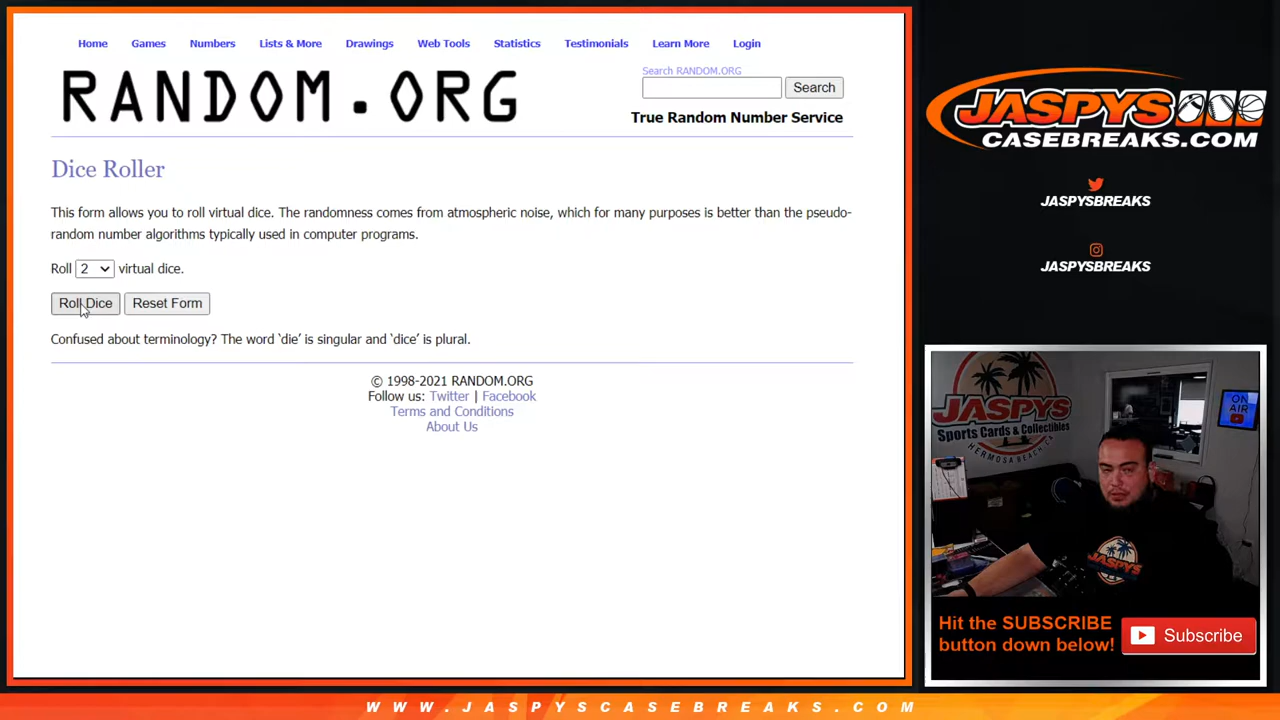 Home Games Numbers Lists & More Drawings Web Tools Statistics Testimonials Learn More Login
RANDOM.ORG
Search RANDOM.ORG
Search
True Random Number Service
Dice Roller
This form allows you to roll virtual dice. The randomness comes from atmospheric noise, which for many purposes is better than the pseudo-
random number algorithms typically used in computer programs.
Roll 2 virtual dice.
Roll Dice Reset Form
Confused about terminology? The word ‘die’ is singular and ‘dice’ is plural.
© 1998-2021 RANDOM.ORG
Follow us: Twitter | Facebook
Terms and Conditions
About Us
JASPYS
CASEBREAKS.COM
JASPYSBREAKS
JASPYSBREAKS
JASPYS
Sports Cards & Collectibles
HERMOSA BEACH CA
ON
AIR
JASPYS
Hit the SUBSCRIBE
button down below!
Subscribe
WWW.JASPYSCASEBREAKS.COM